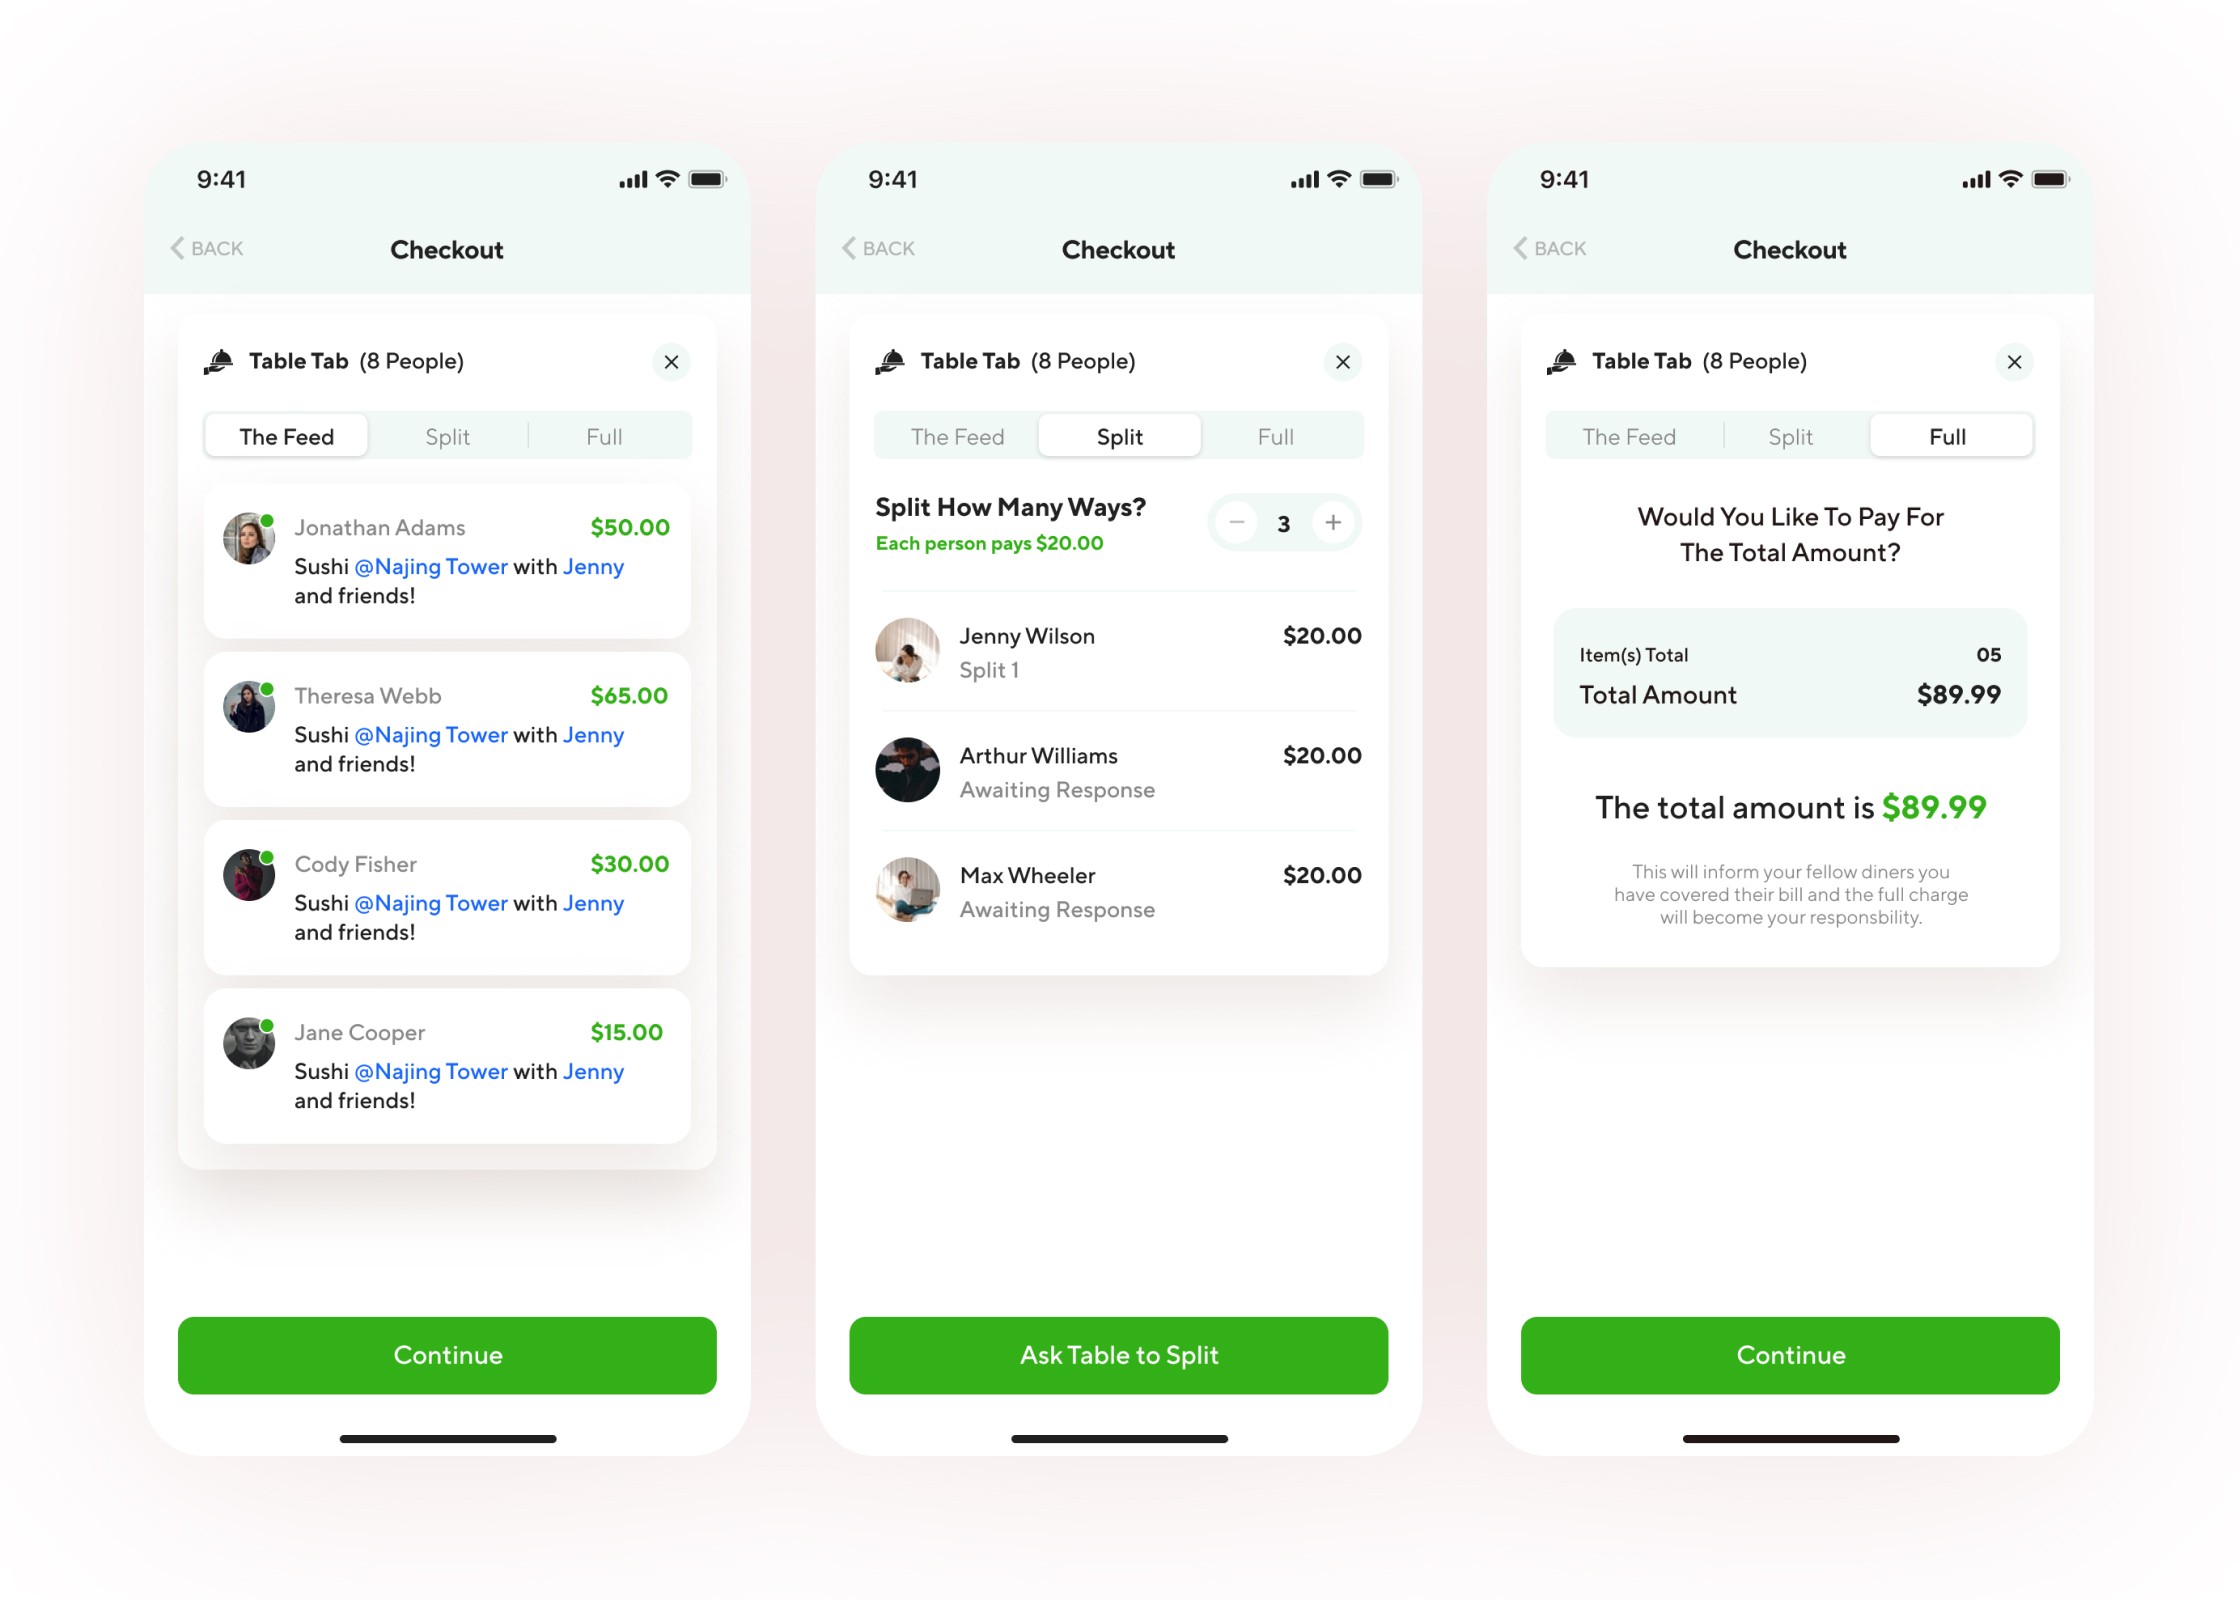 9:41
BACK
Checkout
Table Tab (8 People)
The Feed Split Full
Jonathan Adams $50.00
Sushi @Najing Tower with Jenny
and friends!
Theresa Webb $65.00
Sushi @Najing Tower with Jenny
and friends!
Cody Fisher $30.00
Sushi @Najing Tower with Jenny
and friends!
Jane Cooper $15.00
Sushi @Najing Tower with Jenny
and friends!
Continue
9:41
BACK
Checkout
Table Tab (8 People)
The Feed Split Full
Split How Many Ways?
Each person pays $20.00
3
Jenny Wilson $20.00
Split 1
Arthur Williams $20.00
Awaiting Response
Max Wheeler $20.00
Awaiting Response
Ask Table to Split
9:41
BACK
Checkout
Table Tab (8 People)
The Feed Split Full
Would You Like To Pay For
The Total Amount?
Item(s) Total 05
Total Amount $89.99
The total amount is $89.99
This will inform your fellow diners you
have covered their bill and the full charge
will become your responsbility.
Continue